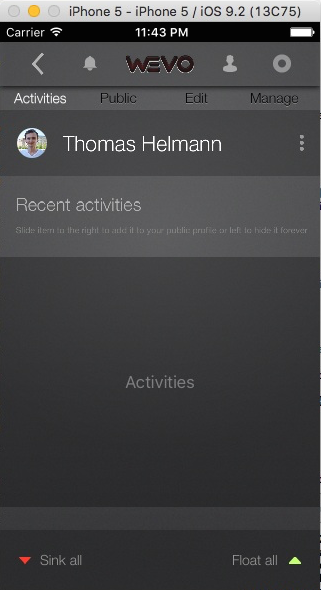 iPhone 5 - iPhone 5 / iOS 9.2 (13C75)
Carrier 11:43 PM
WEVO
Activities Public Edit Manage
Thomas Helmann
Recent activities
Slide item to the right to add it to your public profile or left to hide it forever
Activities
Sink all Float all